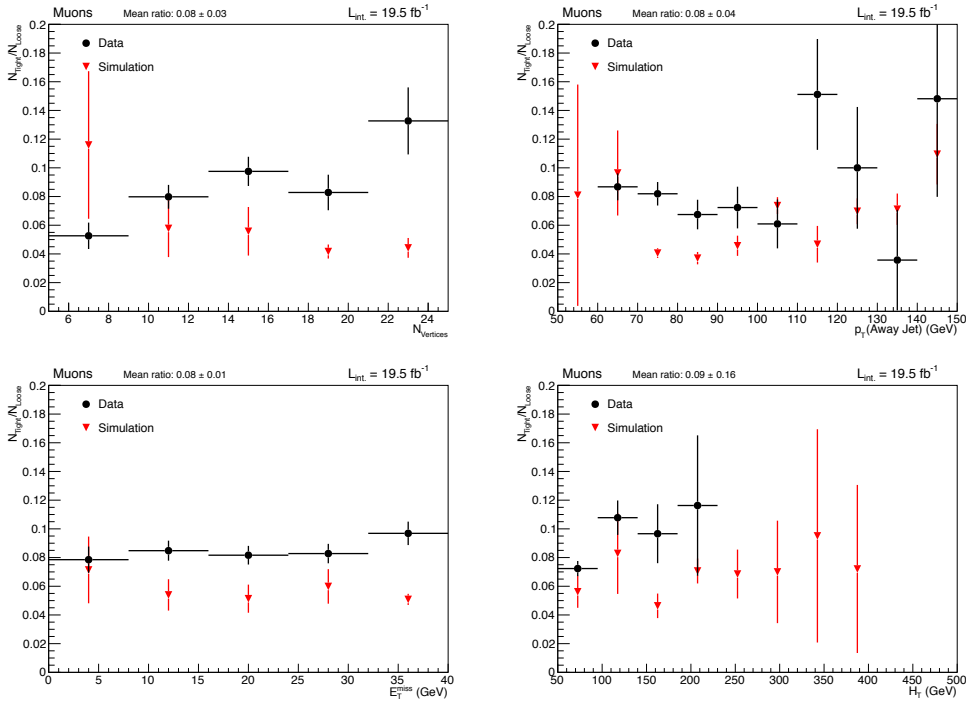 Muons Mean ratio: 0.08 ± 0.03 L_int. = 19.5 fb^-1
N_Tight/N_Loose
Data
Simulation
0.2
0.18
0.16
0.14
0.12
0.1
0.08
0.06
0.04
0.02
0
6 8 10 12 14 16 18 20 22 24
N_Vertices
Muons Mean ratio: 0.08 ± 0.04 L_int. = 19.5 fb^-1
N_Tight/N_Loose
Data
Simulation
0.2
0.18
0.16
0.14
0.12
0.1
0.08
0.06
0.04
0.02
0
50 60 70 80 90 100 110 120 130 140 150
p_T(Away Jet) (GeV)
Muons Mean ratio: 0.08 ± 0.01 L_int. = 19.5 fb^-1
N_Tight/N_Loose
Data
Simulation
0.2
0.18
0.16
0.14
0.12
0.1
0.08
0.06
0.04
0.02
0
0 5 10 15 20 25 30 35 40
E_T^miss (GeV)
Muons Mean ratio: 0.09 ± 0.16 L_int. = 19.5 fb^-1
N_Tight/N_Loose
Data
Simulation
0.2
0.18
0.16
0.14
0.12
0.1
0.08
0.06
0.04
0.02
0
50 100 150 200 250 300 350 400 450 500
H_T (GeV)